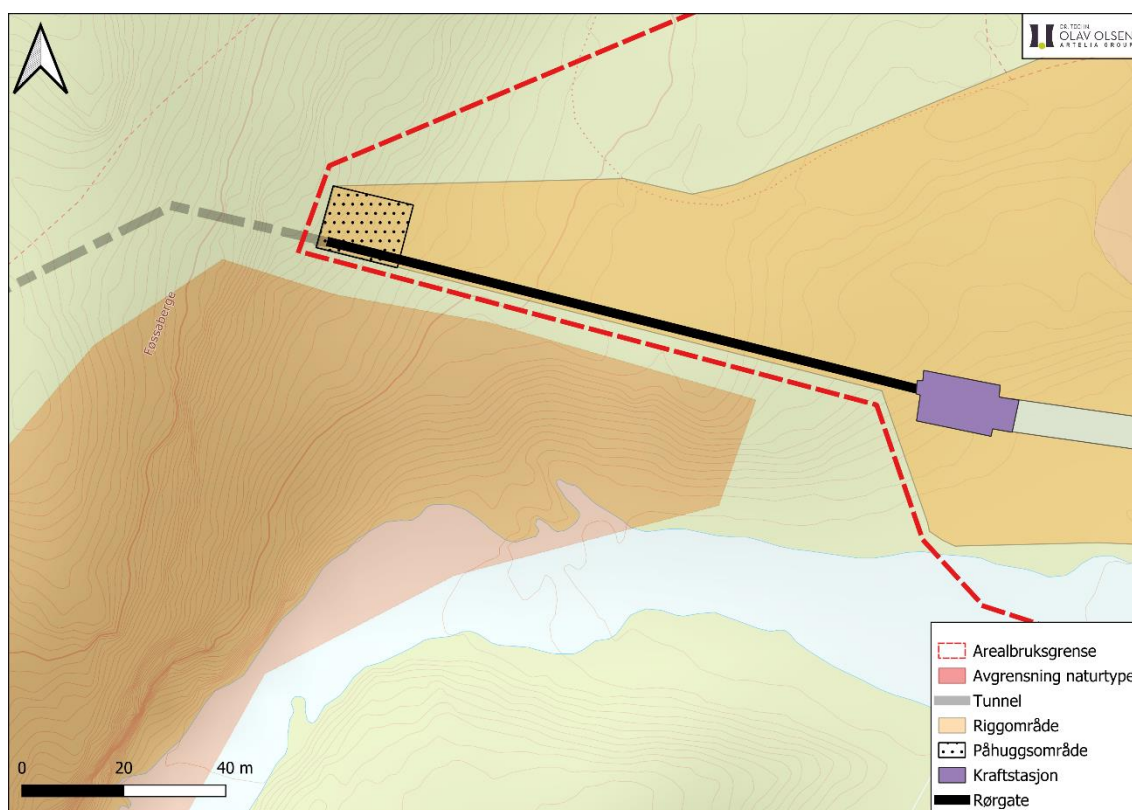 DR.TECHN
OLAV OLSEN
ARTELIA GROUP
Føssaberge
Arealbruksgrense
Avgrensning naturtype
Tunnel
Riggområde
Påhuggsområde
Kraftstasjon
Rørgate
0 20 40 m